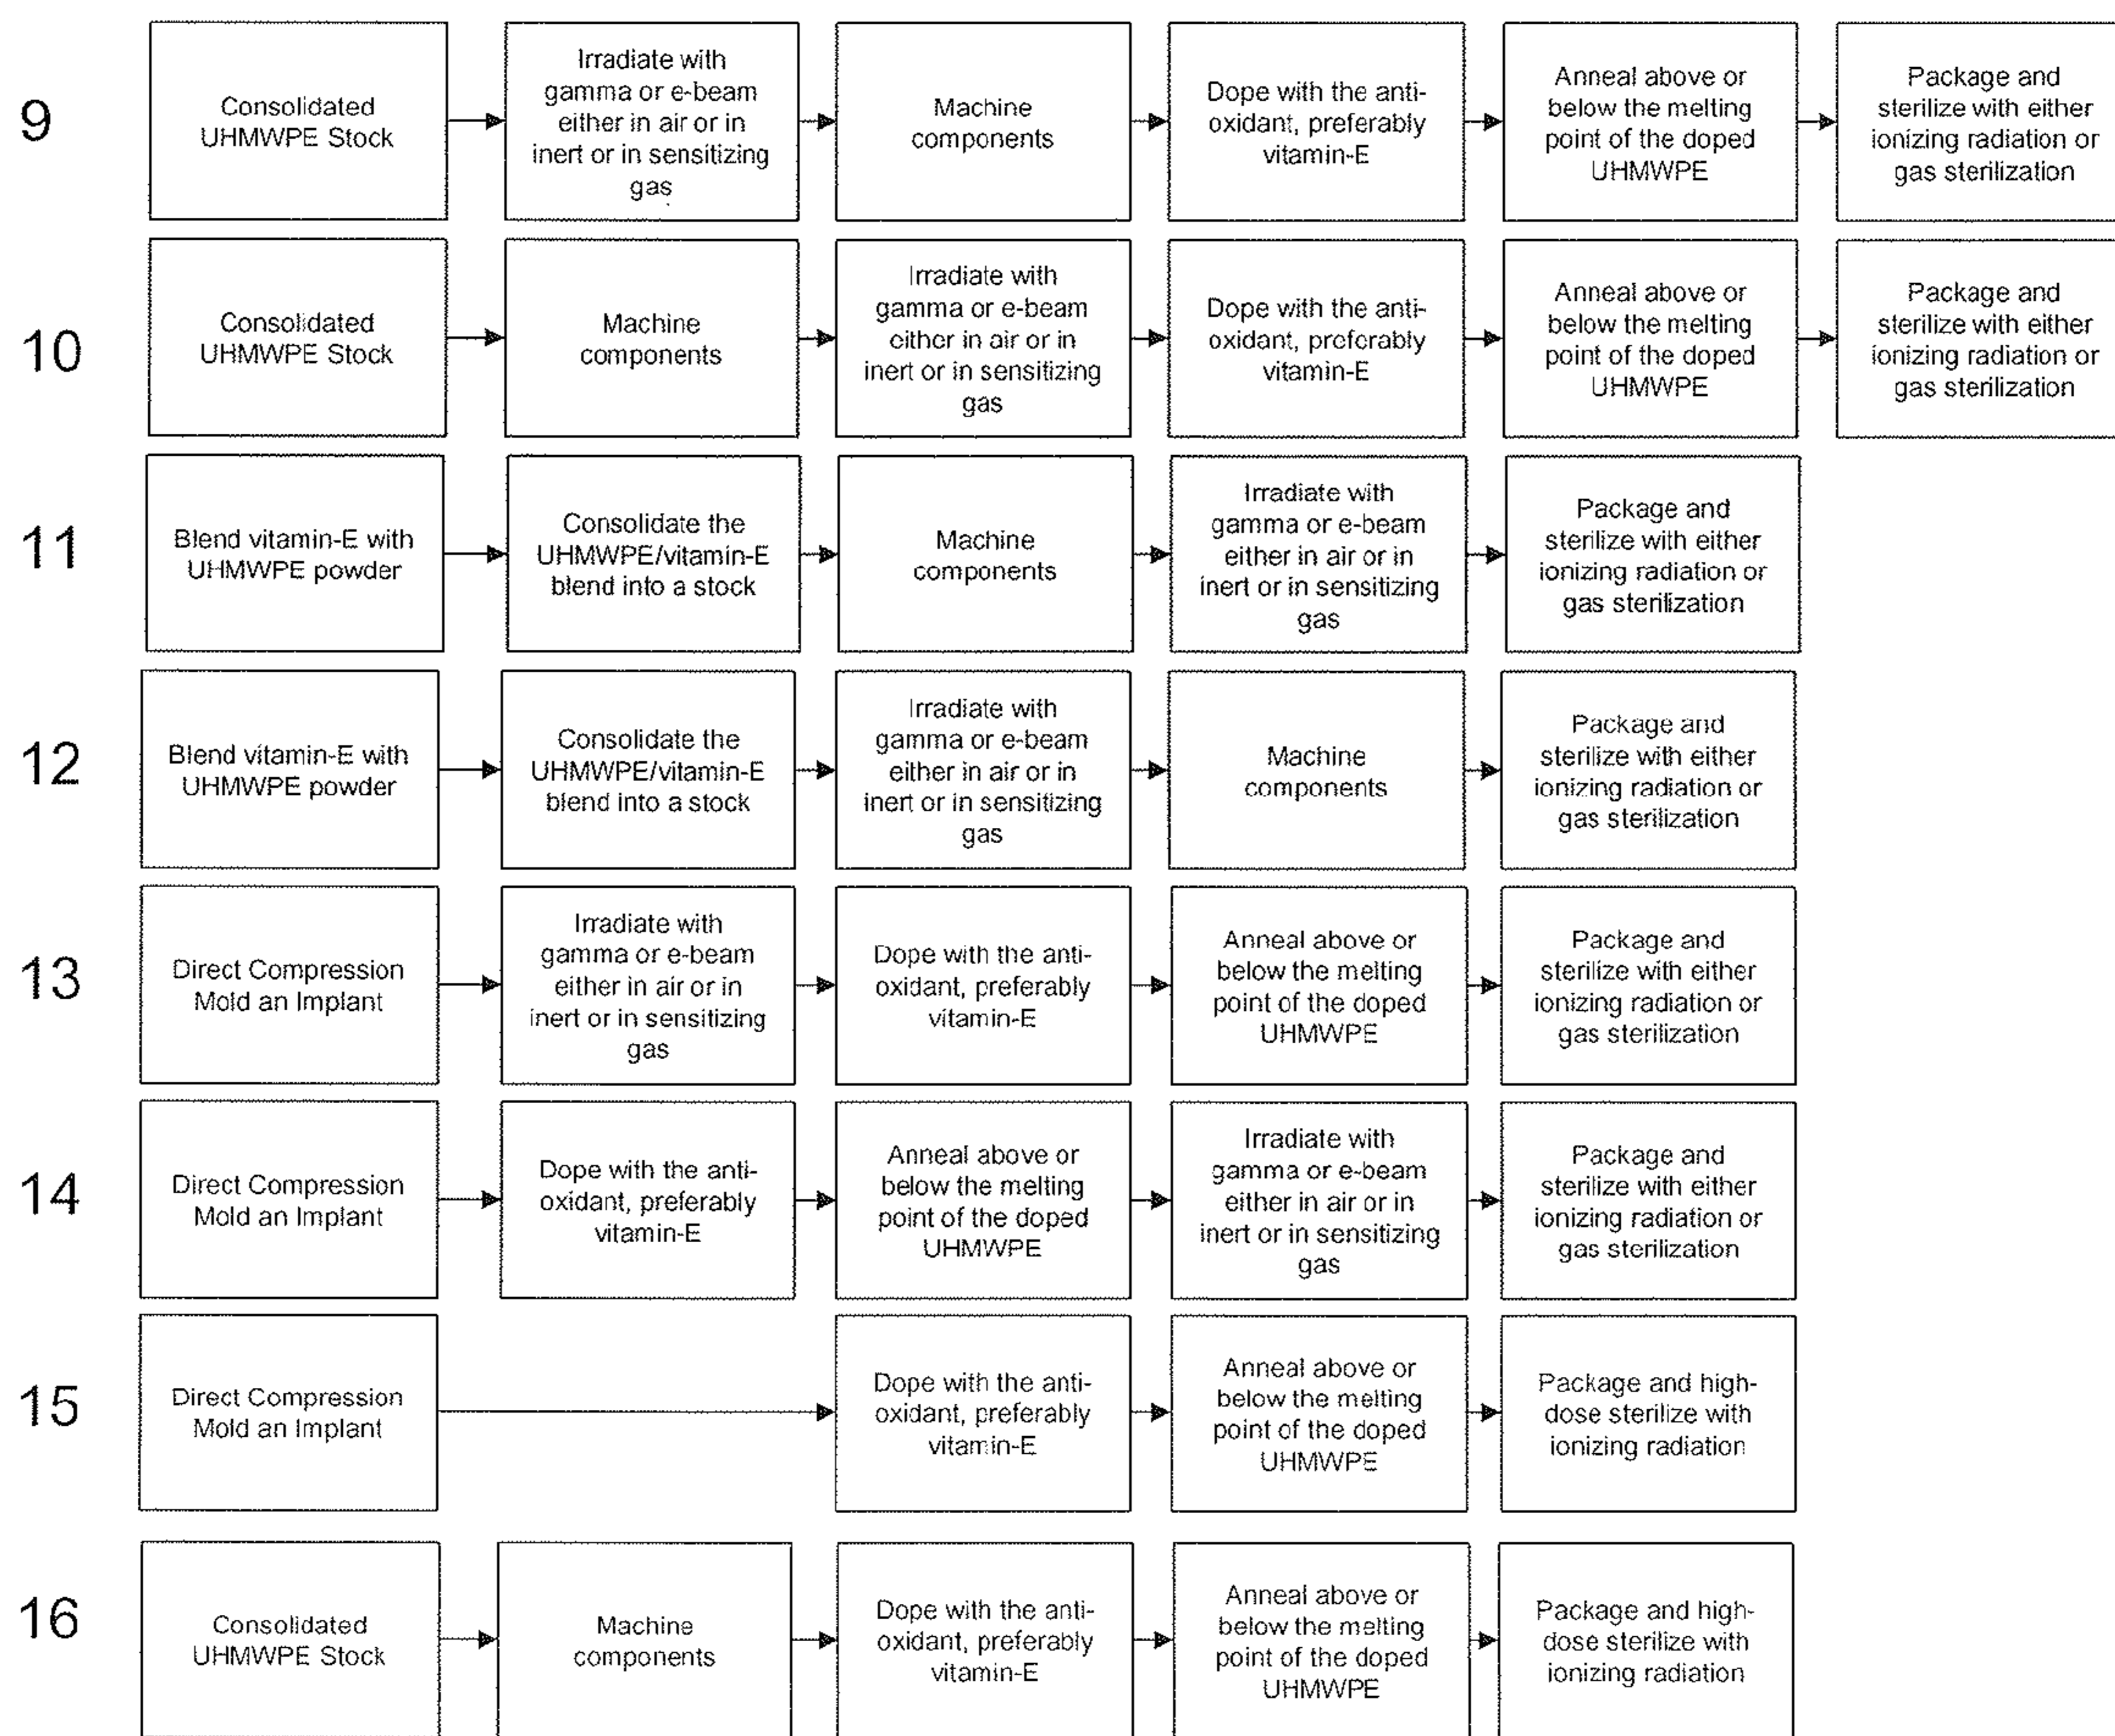 9
Consolidated
UHMWPE Stock
Irradiate with
gamma or e-beam
either in air or in
inert or in sensitizing
gas
Machine
components
Dope with the anti-
oxidant, preferably
vitamin-E
Anneal above or
below the melting
point of the doped
UHMWPE
Package and
sterilize with either
ionizing radiation or
gas sterilization
10
Consolidated
UHMWPE Stock
Machine
components
Irradiate with
gamma or e-beam
either in air or in
inert or in sensitizing
gas
Dope with the anti-
oxidant, preferably
vitamin-E
Anneal above or
below the melting
point of the doped
UHMWPE
Package and
sterilize with either
ionizing radiation or
gas sterilization
11
Blend vitamin-E with
UHMWPE powder
Consolidate the
UHMWPE/vitamin-E
blend into a stock
Machine
components
Irradiate with
gamma or e-beam
either in air or in
inert or in sensitizing
gas
Package and
sterilize with either
ionizing radiation or
gas sterilization
12
Blend vitamin-E with
UHMWPE powder
Consolidate the
UHMWPE/vitamin-E
blend into a stock
Irradiate with
gamma or e-beam
either in air or in
inert or in sensitizing
gas
Machine
components
Package and
sterilize with either
ionizing radiation or
gas sterilization
13
Direct Compression
Mold an Implant
Irradiate with
gamma or e-beam
either in air or in
inert or in sensitizing
gas
Dope with the anti-
oxidant, preferably
vitamin-E
Anneal above or
below the melting
point of the doped
UHMWPE
Package and
sterilize with either
ionizing radiation or
gas sterilization
14
Direct Compression
Mold an Implant
Dope with the anti-
oxidant, preferably
vitamin-E
Anneal above or
below the melting
point of the doped
UHMWPE
Irradiate with
gamma or e-beam
either in air or in
inert or in sensitizing
gas
Package and
sterilize with either
ionizing radiation or
gas sterilization
15
Direct Compression
Mold an Implant
Dope with the anti-
oxidant, preferably
vitamin-E
Anneal above or
below the melting
point of the doped
UHMWPE
Package and high-
dose sterilize with
ionizing radiation
16
Consolidated
UHMWPE Stock
Machine
components
Dope with the anti-
oxidant, preferably
vitamin-E
Anneal above or
below the melting
point of the doped
UHMWPE
Package and high-
dose sterilize with
ionizing radiation